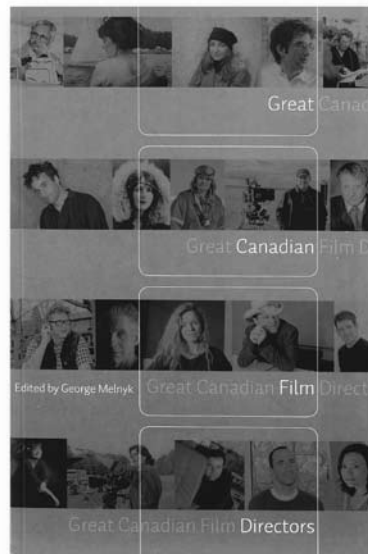 Great Canad
Great Canadian Film D
Edited by George Melnyk
Great Canadian Film Direct
Great Canadian Film Directors